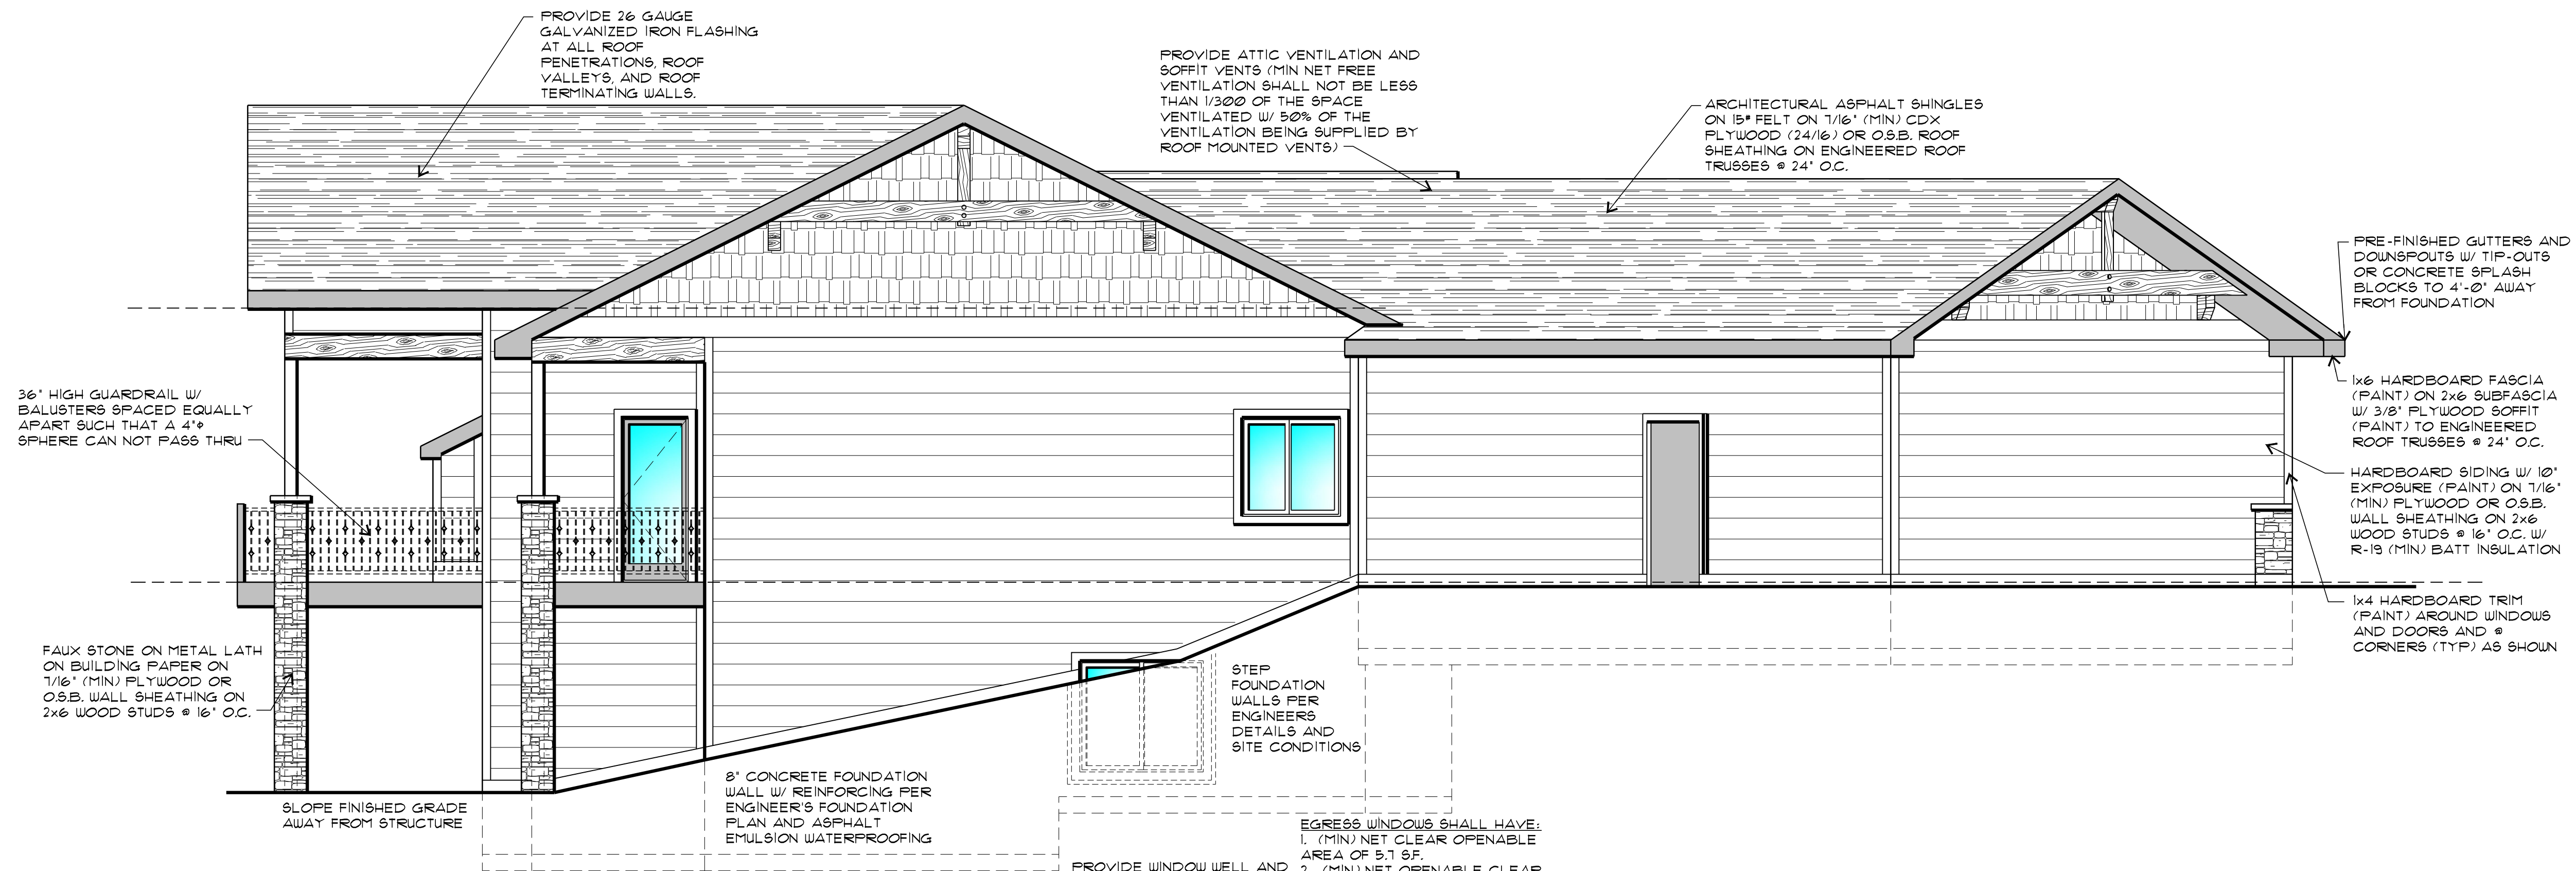 PROVIDE 26 GAUGE
GALVANIZED IRON FLASHING
AT ALL ROOF
PENETRATIONS, ROOF
VALLEYS, AND ROOF
TERMINATING WALLS.
PROVIDE ATTIC VENTILATION AND
SOFFIT VENTS (MIN NET FREE
VENTILATION SHALL NOT BE LESS
THAN 1/300 OF THE SPACE
VENTILATED W/ 50% OF THE
VENTILATION BEING SUPPLIED BY
ROOF MOUNTED VENTS)
ARCHITECTURAL ASPHALT SHINGLES
ON 15# FELT ON 7/16" (MIN) CDX
PLYWOOD (24/16) OR O.S.B. ROOF
SHEATHING ON ENGINEERED ROOF
TRUSSES @ 24" O.C.
PRE-FINISHED GUTTERS AND
DOWNSPOUTS W/ TIP-OUTS
OR CONCRETE SPLASH
BLOCKS TO 4'-0" AWAY
FROM FOUNDATION
36" HIGH GUARDRAIL W/
BALUSTERS SPACED EQUALLY
APART SUCH THAT A 4"ø
SPHERE CAN NOT PASS THRU
1x6 HARDBOARD FASCIA
(PAINT) ON 2x6 SUBFASCIA
W/ 3/8" PLYWOOD SOFFIT
(PAINT) TO ENGINEERED
ROOF TRUSSES @ 24" O.C.
HARDBOARD SIDING W/ 10"
EXPOSURE (PAINT) ON 7/16"
(MIN) PLYWOOD OR O.S.B.
WALL SHEATHING ON 2x6
WOOD STUDS @ 16" O.C. W/
R-19 (MIN) BATT INSULATION
1x4 HARDBOARD TRIM
(PAINT) AROUND WINDOWS
AND DOORS AND @
CORNERS (TYP) AS SHOWN
FAUX STONE ON METAL LATH
ON BUILDING PAPER ON
7/16" (MIN) PLYWOOD OR
O.S.B. WALL SHEATHING ON
2x6 WOOD STUDS @ 16" O.C.
STEP
FOUNDATION
WALLS PER
ENGINEERS
DETAILS AND
SITE CONDITIONS
SLOPE FINISHED GRADE
AWAY FROM STRUCTURE
8" CONCRETE FOUNDATION
WALL W/ REINFORCING PER
ENGINEER'S FOUNDATION
PLAN AND ASPHALT
EMULSION WATERPROOFING
EGRESS WINDOWS SHALL HAVE:
1. (MIN) NET CLEAR OPENABLE
AREA OF 5.7 S.F.
2. (MIN) NET OPENABLE CLEAR
PROVIDE WINDOW WELL AND